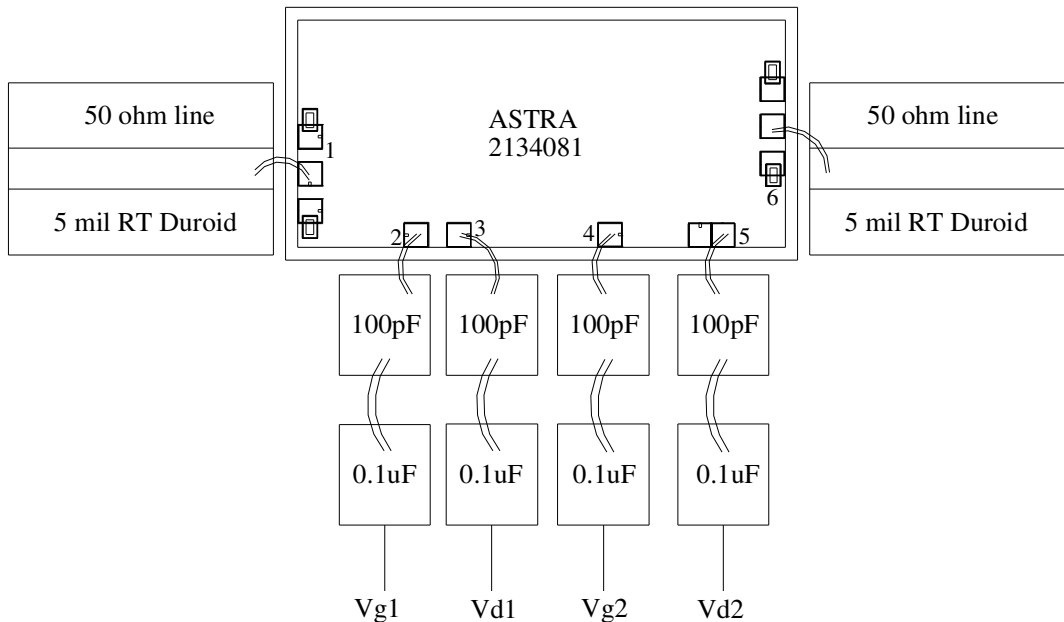 50 ohm line
5 mil RT Duroid
ASTRA
2134081
50 ohm line
5 mil RT Duroid
1
2
3
4
5
6
100pF
100pF
100pF
100pF
0.1uF
0.1uF
0.1uF
0.1uF
Vg1
Vd1
Vg2
Vd2